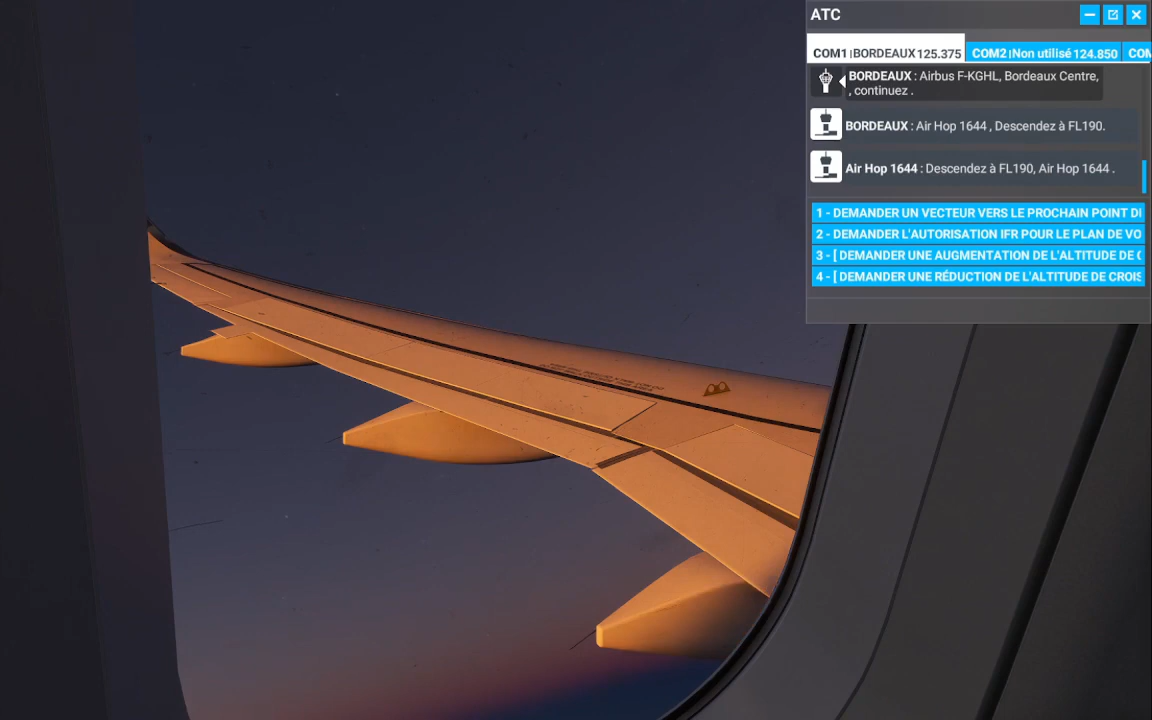 ATC
COM1 | BORDEAUX 125.375 COM2 | Non utilisé 124.850 COM
BORDEAUX : Airbus F-KGHL, Bordeaux Centre,
, continuez .
BORDEAUX : Air Hop 1644 , Descendez à FL190.
Air Hop 1644 : Descendez à FL190, Air Hop 1644 .
1 - DEMANDER UN VECTEUR VERS LE PROCHAIN POINT D
2 - DEMANDER L'AUTORISATION IFR POUR LE PLAN DE VO
3 - [ DEMANDER UNE AUGMENTATION DE L'ALTITUDE DE C
4 - [ DEMANDER UNE RÉDUCTION DE L'ALTITUDE DE CROIS